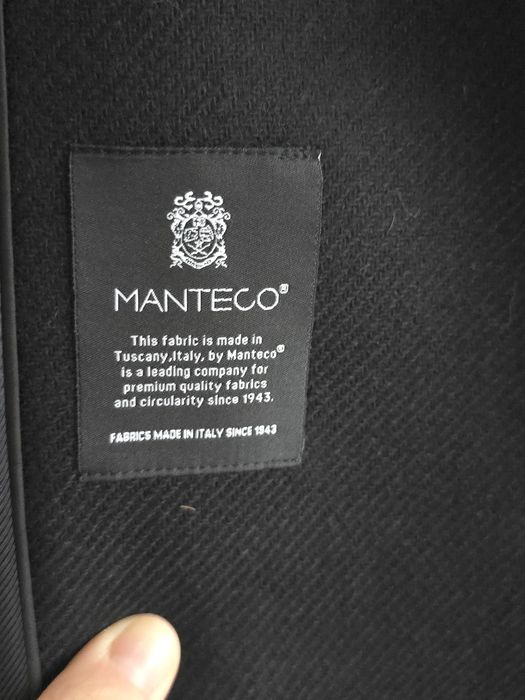 MANTECO®
This fabric is made in
Tuscany,Italy, by Manteco®
is a leading company for
premium quality fabrics
and circularity since 1943.
FABRICS MADE IN ITALY SINCE 1943